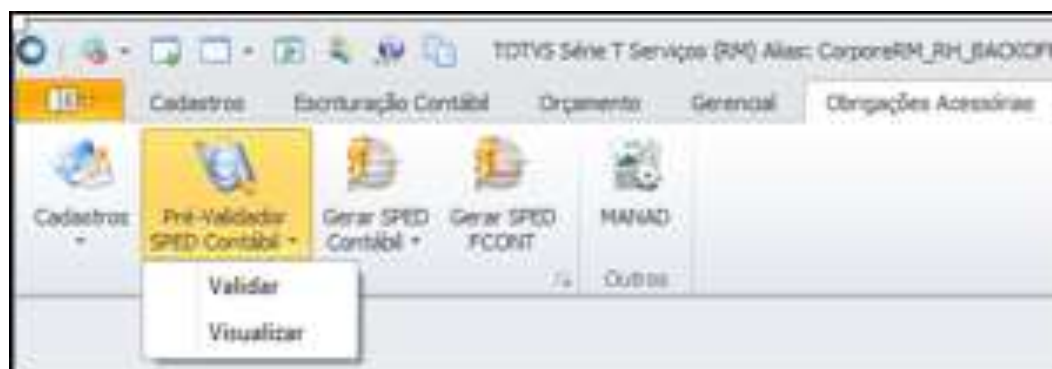 TOTVS Série T Serviços (RM) Alias: CorporeRM_RH_BACKOF
Cadastros Escrituração Contábil Orçamento Gerencial Obrigações Acessórias
Cadastros Pré-Validador Gerar SPED Gerar SPED MANAD
SPED Contábil Contábil FCONT
Outros
Validar
Visualizar